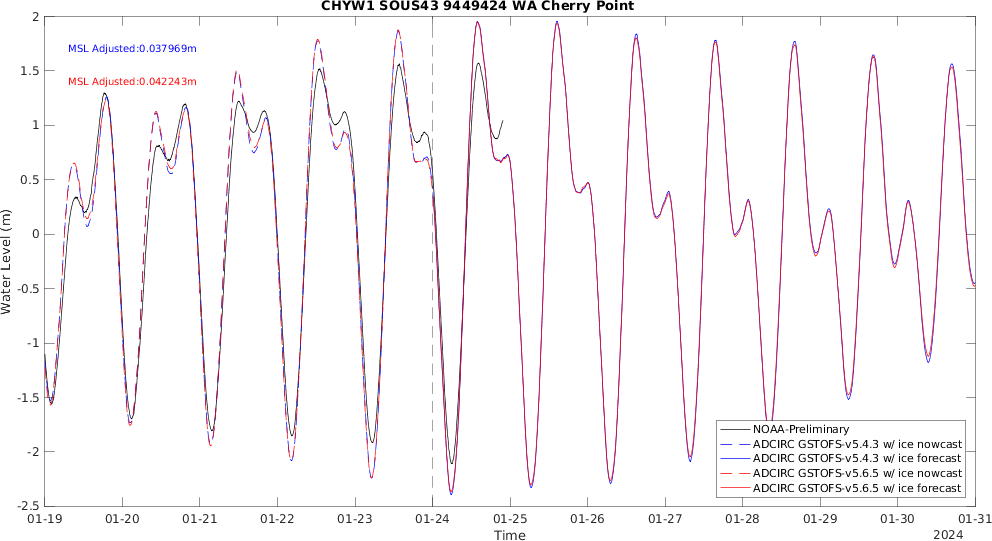 CHYW1 SOUS43 9449424 WA Cherry Point
MSL Adjusted:0.037969m
MSL Adjusted:0.042243m
Water Level (m)
2
1.5
1
0.5
0
-0.5
-1
-1.5
-2
-2.5
NOAA-Preliminary
ADCIRC GSTOFS-v5.4.3 w/ ice nowcast
ADCIRC GSTOFS-v5.4.3 w/ ice forecast
ADCIRC GSTOFS-v5.6.5 w/ ice nowcast
ADCIRC GSTOFS-v5.6.5 w/ ice forecast
01-19 01-20 01-21 01-22 01-23 01-24 01-25 01-26 01-27 01-28 01-29 01-30 01-31
Time
2024